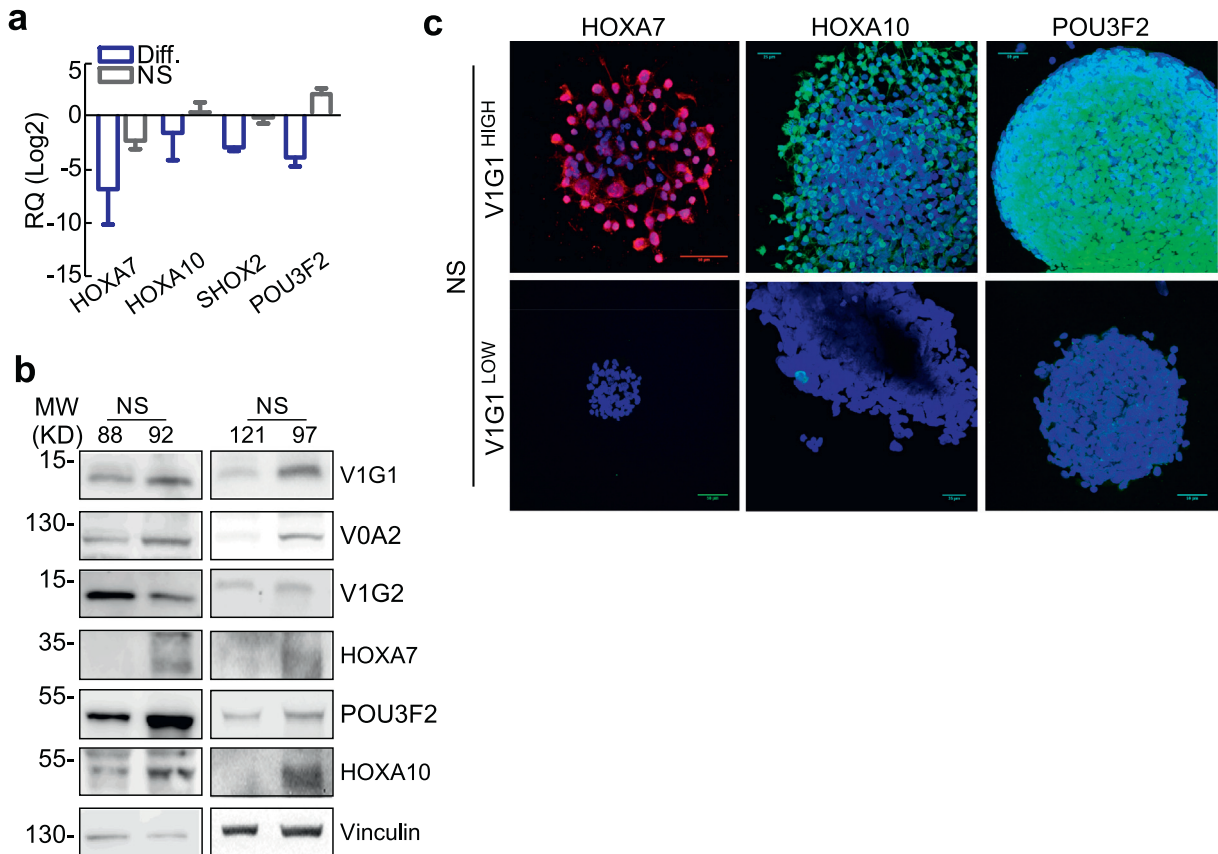 a
Diff.
NS
5
0
-5
-10
-15
RQ (Log2)
HOXA7
HOXA10
SHOX2
POU3F2
b
MW
(KD)
NS
NS
88
92
121
97
15-
V1G1
130-
V0A2
15-
V1G2
35-
HOXA7
55-
POU3F2
55-
HOXA10
130-
Vinculin
c
HOXA7
HOXA10
POU3F2
NS
V1G1 HIGH
V1G1 LOW